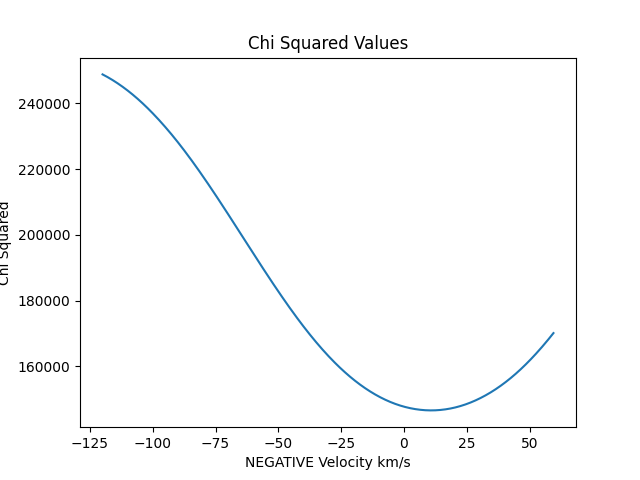 Chi Squared Values
240000
220000
200000
180000
160000
Chi Squared
−125 −100 −75 −50 −25 0 25 50
NEGATIVE Velocity km/s